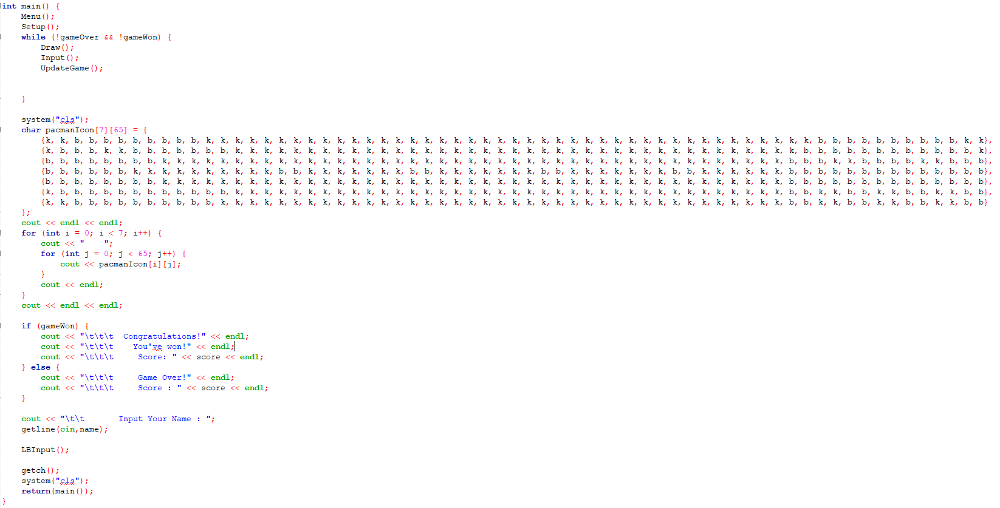 int main() {
Menu();
Setup();
while (!gameOver && !gameWon) {
Draw();
Input();
UpdateGame();
}
system("cls");
char pacmanIcon[7][65] = {
{k, k, b, b, b, b, b, b, b, b, b, k, k, k, k, k, k, k, k, k, k, k, k, k, k, k, k, k, k, k, k, k, k, k, k, k, k, k, k, k, k, k, k, k, k, k, k, k, k, k, k, k, k, b, b, b, b, b, b, b, b, b, b, k, k},
{k, b, b, b, k, k, b, b, b, b, b, b, b, k, k, k, k, k, k, k, k, k, k, k, k, k, k, k, k, k, k, k, k, k, k, k, k, k, k, k, k, k, k, k, k, k, k, k, k, k, k, k, b, b, b, b, b, b, b, b, b, b, b, b, k},
{b, b, b, b, b, b, b, b, k, k, k, k, k, k, k, k, k, k, k, k, k, k, k, k, k, k, k, k, k, k, k, k, k, k, k, k, k, k, k, k, k, k, k, k, k, k, k, k, k, k, k, b, b, b, k, k, b, b, b, b, k, k, b, b, b},
{b, b, b, b, b, b, k, k, k, k, k, k, k, k, k, k, b, b, k, k, k, k, k, k, k, b, b, k, k, k, k, k, k, k, b, b, k, k, k, k, k, k, k, b, b, k, k, k, k, k, k, b, b, b, b, b, b, b, b, b, b, b, b, b, b},
{b, b, b, b, b, b, b, b, k, k, k, k, k, k, k, k, k, k, k, k, k, k, k, k, k, k, k, k, k, k, k, k, k, k, k, k, k, k, k, k, k, k, k, k, k, k, k, k, k, k, k, b, b, b, b, b, b, b, b, b, b, b, b, b, b},
{k, b, b, b, b, b, b, b, b, b, b, b, b, k, k, k, k, k, k, k, k, k, k, k, k, k, k, k, k, k, k, k, k, k, k, k, k, k, k, k, k, k, k, k, k, k, k, k, k, k, k, b, b, k, k, b, b, k, k, b, b, k, k, b, b},
{k, k, b, b, b, b, b, b, b, b, b, b, k, k, k, k, k, k, k, k, k, k, k, k, k, k, k, k, k, k, k, k, k, k, k, k, k, k, k, k, k, k, k, k, k, k, k, k, k, k, k, b, b, k, k, b, b, k, k, b, b, k, k, b, b}
};
cout << endl << endl;
for (int i = 0; i < 7; i++) {
cout << "    ";
for (int j = 0; j < 65; j++) {
cout << pacmanIcon[i][j];
}
cout << endl;
}
cout << endl << endl;
if (gameWon) {
cout << "\t\t\t  Congratulations!" << endl;
cout << "\t\t\t    You've won!" << endl;
cout << "\t\t\t     Score: " << score << endl;
} else {
cout << "\t\t\t     Game Over!" << endl;
cout << "\t\t\t     Score : " << score << endl;
}
cout << "\t\t       Input Your Name : ";
getline(cin,name);
LBInput();
getch();
system("cls");
return(main());
}